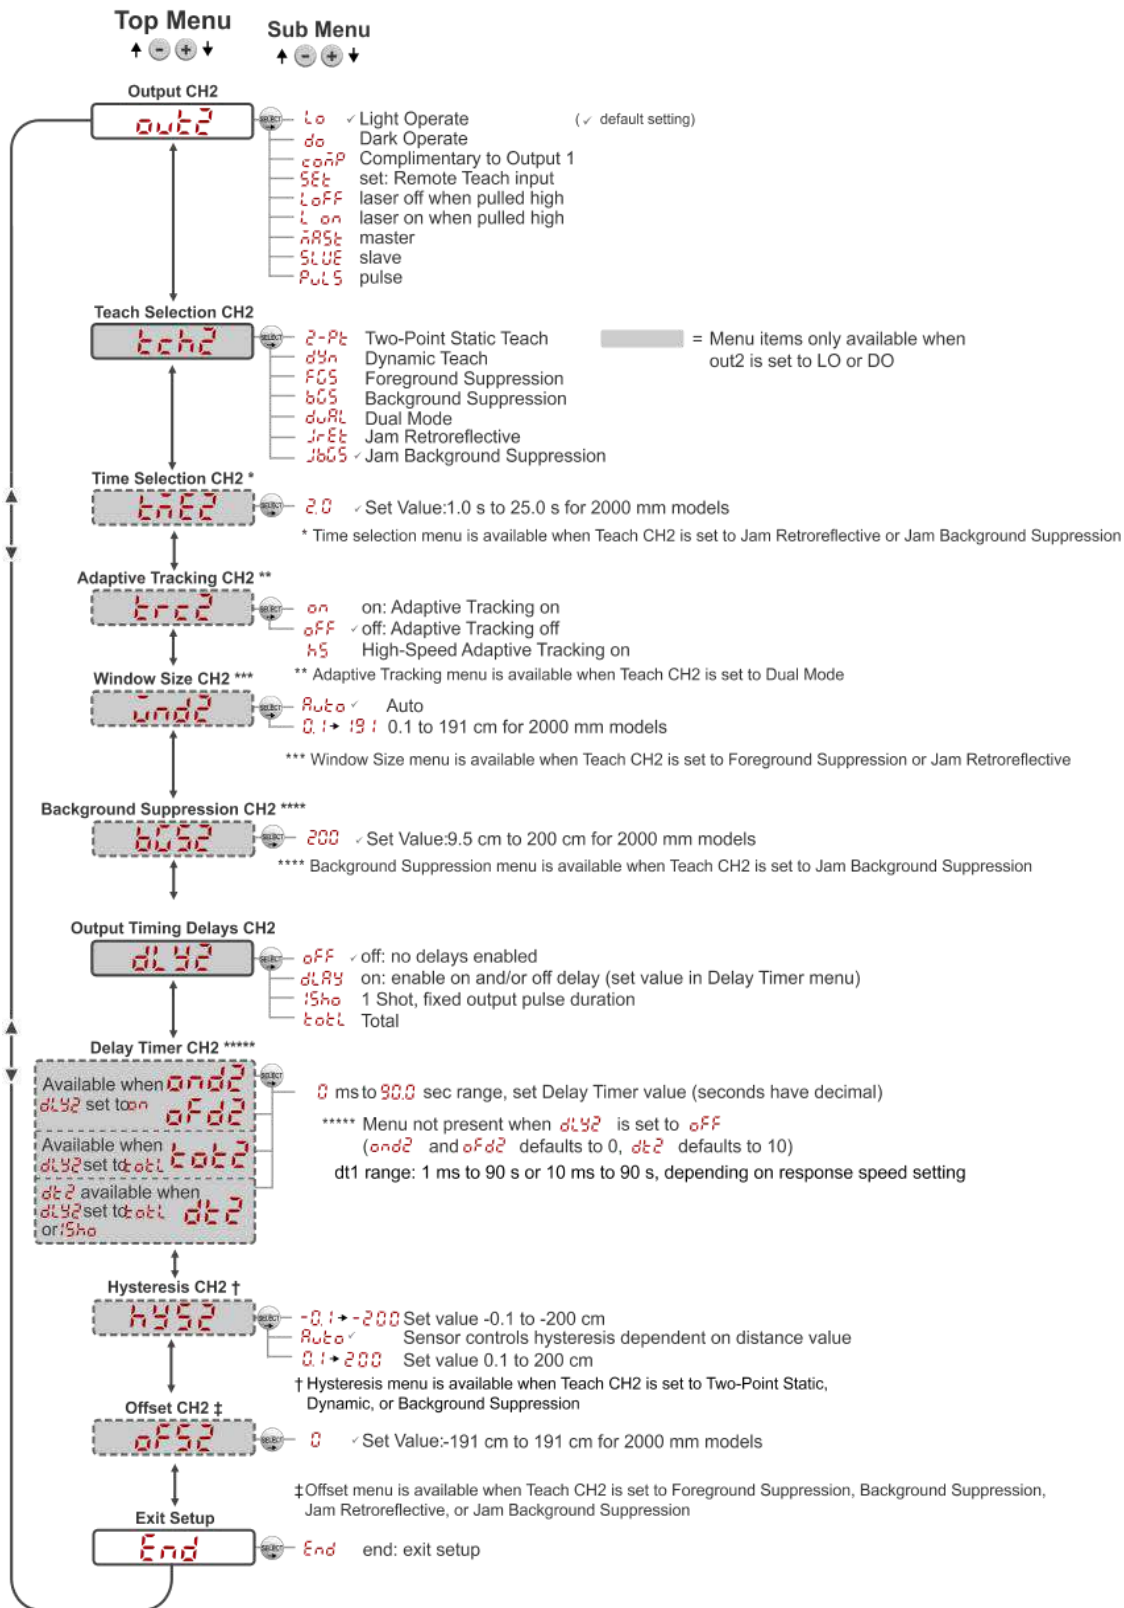 Top Menu
Sub Menu
Output CH2
out2
SELECT
Lo ✓ Light Operate (✓ default setting)
do Dark Operate
comP Complimentary to Output 1
SEt set: Remote Teach input
LoFF laser off when pulled high
L on laser on when pulled high
mASt master
SLUE slave
PuLS pulse
Teach Selection CH2
tch2
SELECT
2-Pt Two-Point Static Teach
= Menu items only available when
out2 is set to LO or DO
dYn Dynamic Teach
FGS Foreground Suppression
bGS Background Suppression
duAL Dual Mode
JrEt Jam Retroreflective
JbGS ✓ Jam Background Suppression
Time Selection CH2 *
tmE2
SELECT
2.0 ✓ Set Value:1.0 s to 25.0 s for 2000 mm models
* Time selection menu is available when Teach CH2 is set to Jam Retroreflective or Jam Background Suppression
Adaptive Tracking CH2 **
trc2
SELECT
on on: Adaptive Tracking on
oFF ✓ off: Adaptive Tracking off
hS High-Speed Adaptive Tracking on
** Adaptive Tracking menu is available when Teach CH2 is set to Dual Mode
Window Size CH2 ***
wnd2
SELECT
Auto ✓ Auto
0.1 → 191 0.1 to 191 cm for 2000 mm models
*** Window Size menu is available when Teach CH2 is set to Foreground Suppression or Jam Retroreflective
Background Suppression CH2 ****
bGS2
SELECT
200 ✓ Set Value:9.5 cm to 200 cm for 2000 mm models
**** Background Suppression menu is available when Teach CH2 is set to Jam Background Suppression
Output Timing Delays CH2
dLY2
SELECT
oFF ✓ off: no delays enabled
dLAY on: enable on and/or off delay (set value in Delay Timer menu)
1Sho 1 Shot, fixed output pulse duration
totL Total
Delay Timer CH2 *****
Available when ond2
dLY2 set to on oFd2
SELECT
0 ms to 90.0 sec range, set Delay Timer value (seconds have decimal)
***** Menu not present when dLY2 is set to oFF
(ond2 and oFd2 defaults to 0, dt2 defaults to 10)
dt1 range: 1 ms to 90 s or 10 ms to 90 s, depending on response speed setting
Available when
dLY2 set to totL tot2
dt2 available when
dLY2 set to totL dt2
or 1Sho
Hysteresis CH2 †
hYS2
SELECT
-0.1 → -200 Set value -0.1 to -200 cm
Auto ✓ Sensor controls hysteresis dependent on distance value
0.1 → 200 Set value 0.1 to 200 cm
† Hysteresis menu is available when Teach CH2 is set to Two-Point Static,
Dynamic, or Background Suppression
Offset CH2 ‡
oFS2
SELECT
0 ✓ Set Value:-191 cm to 191 cm for 2000 mm models
‡ Offset menu is available when Teach CH2 is set to Foreground Suppression, Background Suppression,
Jam Retroreflective, or Jam Background Suppression
Exit Setup
End
SELECT
End end: exit setup